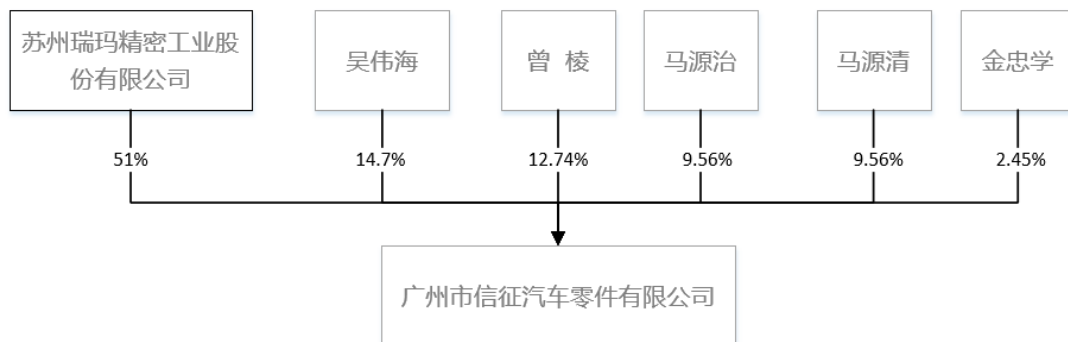 苏州瑞玛精密工业股
份有限公司
吴伟海
曾 棱
马源治
马源清
金忠学
51%
14.7%
12.74%
9.56%
9.56%
2.45%
广州市信征汽车零件有限公司